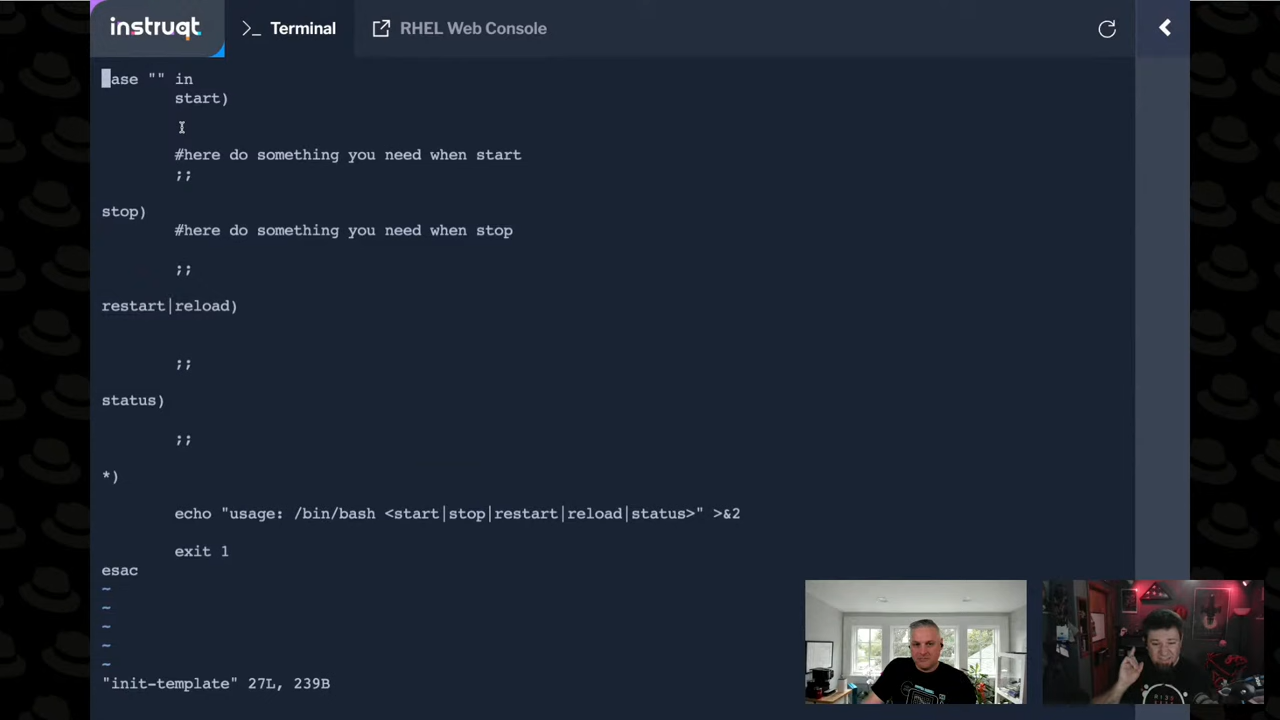 instruqt
>_ Terminal
RHEL Web Console
case "" in
start)
#here do something you need when start
;;
stop)
#here do something you need when stop
;;
restart|reload)
;;
status)
;;
*)
echo "usage: /bin/bash <start|stop|restart|reload|status>" >&2
exit 1
esac
~
~
~
~
~
"init-template" 27L, 239B